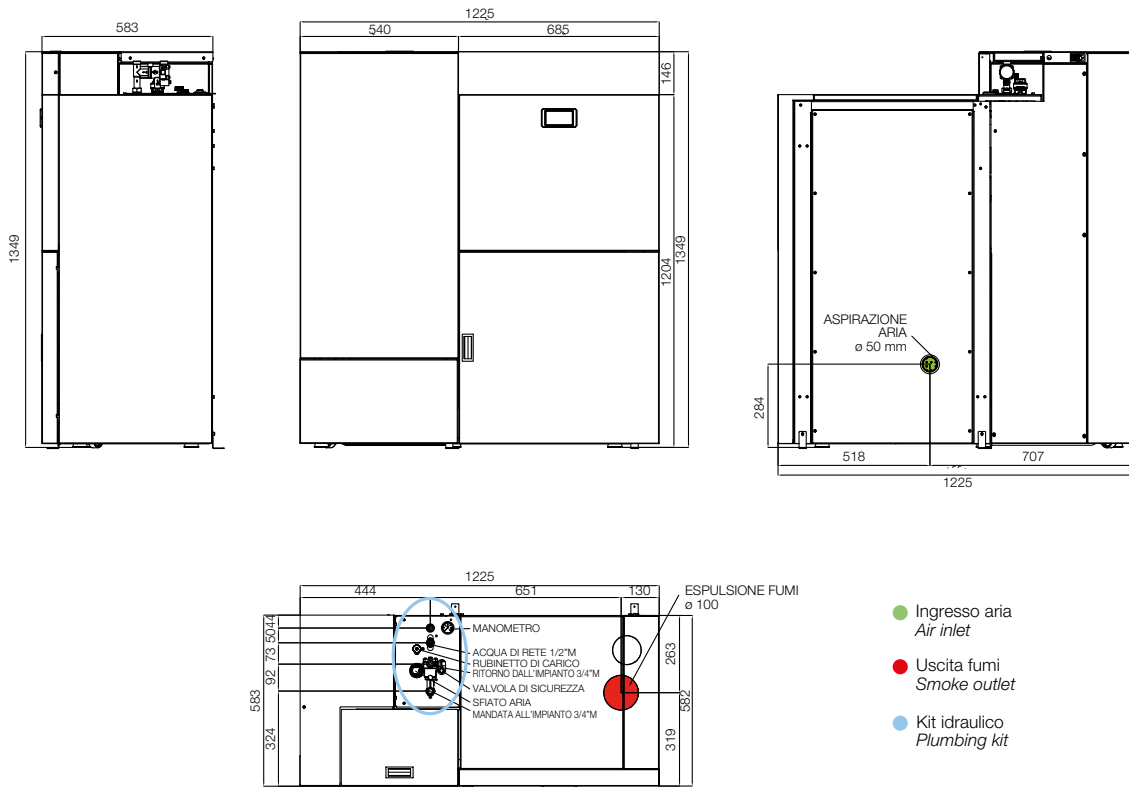 583
1349
1225
540
685
146
1204
1349
ASPIRAZIONE
ARIA
ø 50 mm
284
518
707
1225
1225
444
651
130
44
50
73
92
324
583
263
319
582
MANOMETRO
ACQUA DI RETE 1/2"M
RUBINETTO DI CARICO
RITORNO DALL'IMPIANTO 3/4"M
VALVOLA DI SICUREZZA
SFIATO ARIA
MANDATA ALL'IMPIANTO 3/4"M
ESPULSIONE FUMI
ø 100
Ingresso aria
Air inlet
Uscita fumi
Smoke outlet
Kit idraulico
Plumbing kit